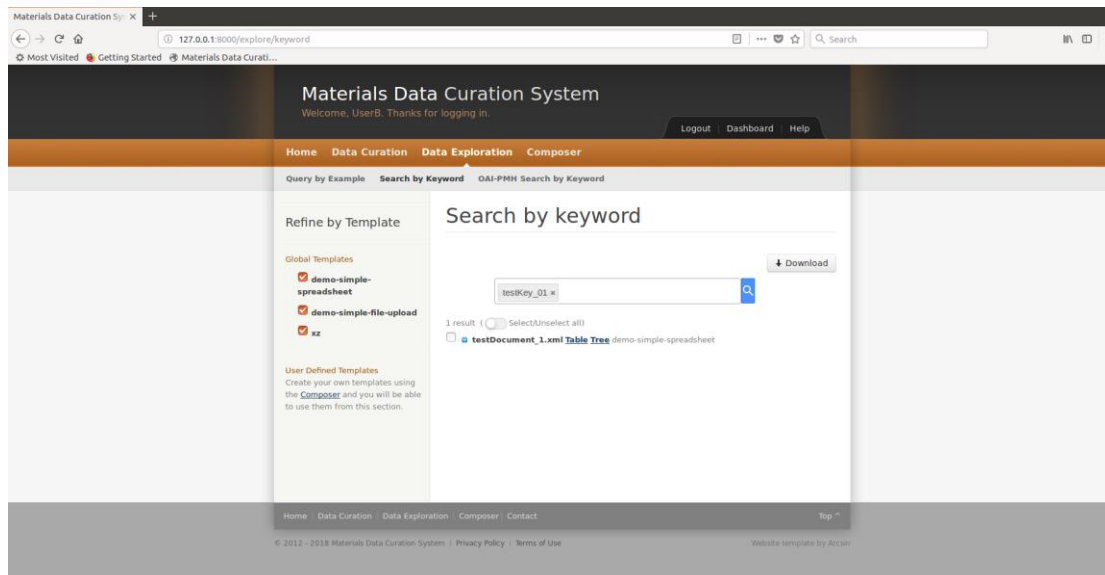 Materials Data Curation Sy
127.0.0.1:8000/explore/keyword
Search
Most Visited Getting Started Materials Data Curati...
Materials Data Curation System
Welcome, UserB. Thanks for logging in.
Logout Dashboard Help
Home Data Curation Data Exploration Composer
Query by Example Search by Keyword OAI-PMH Search by Keyword
Refine by Template
Global Templates
demo-simple-
spreadsheet
demo-simple-file-upload
xz
User Defined Templates
Create your own templates using
the Composer and you will be able
to use them from this section.
Search by keyword
Download
testKey_01 ×
1 result ( Select/Unselect all)
testDocument_1.xml Table Tree demo-simple-spreadsheet
Home | Data Curation | Data Exploration | Composer | Contact
Top ^
© 2012 - 2018 Materials Data Curation System | Privacy Policy | Terms of Use
Website template by Arcsin